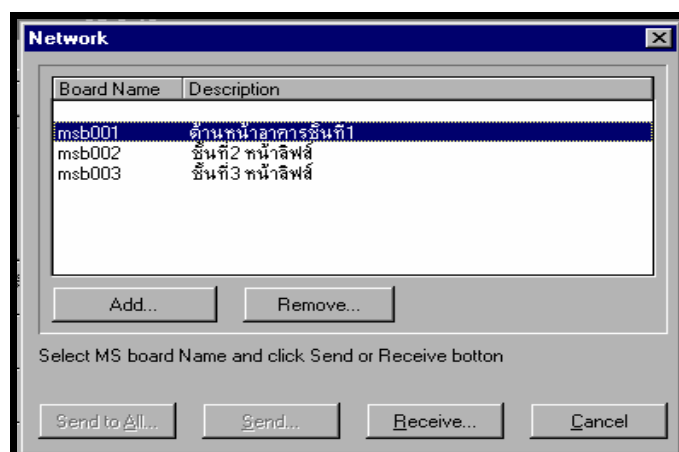 Network
Board Name Description
msb001 ด้านหน้าอาคารชั้นที่1
msb002 ชั้นที่2 หน้าลิฟส์
msb003 ชั้นที่3 หน้าลิฟส์
Add... Remove...
Select MS board Name and click Send or Receive botton
Send to All... Send... Receive... Cancel